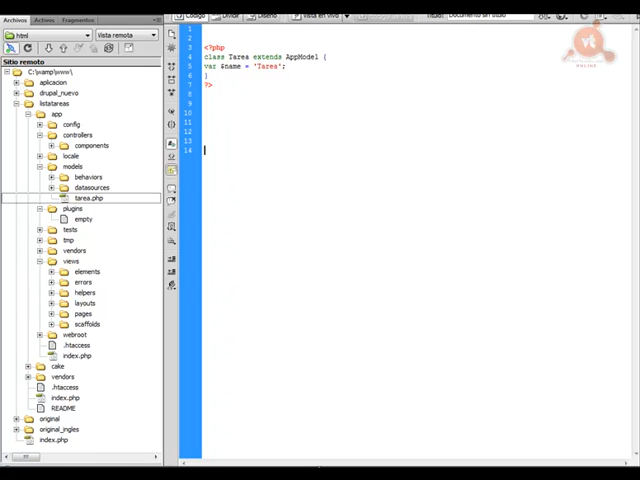 Archivos Activos Fragmentos
html Vista remota
Sitio remoto
C:\xamp\www\
aplicacion
drupal_nuevo
listatareas
app
config
controllers
components
locale
models
behaviors
datasources
tarea.php
plugins
empty
tests
tmp
vendors
views
elements
errors
helpers
layouts
pages
scaffolds
webroot
.htaccess
index.php
cake
vendors
.htaccess
index.php
README
original
original_ingles
index.php
Código Dividir Diseño Vista en vivo Título: Documento sin título
1
2
3 <?php
4 class Tarea extends AppModel {
5 var $name = 'Tarea';
6 }
7 ?>
8
9
10
11
12
13
14
vt
ONLINE